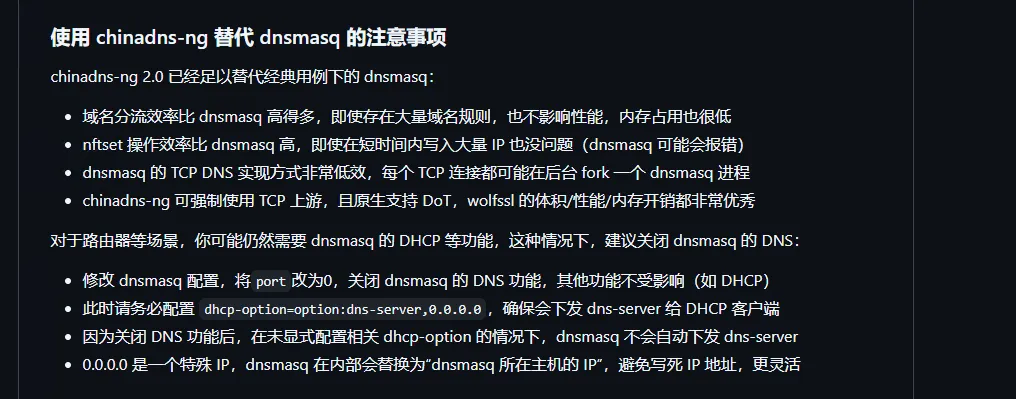 使用 chinadns-ng 替代 dnsmasq 的注意事项
chinadns-ng 2.0 已经足以替代经典用例下的 dnsmasq：
域名分流效率比 dnsmasq 高得多，即使存在大量域名规则，也不影响性能，内存占用也很低
nftset 操作效率比 dnsmasq 高，即使在短时间内写入大量 IP 也没问题（dnsmasq 可能会报错）
dnsmasq 的 TCP DNS 实现方式非常低效，每个 TCP 连接都可能在后台 fork 一个 dnsmasq 进程
chinadns-ng 可强制使用 TCP 上游，且原生支持 DoT，wolfssl 的体积/性能/内存开销都非常优秀
对于路由器等场景，你可能仍然需要 dnsmasq 的 DHCP 等功能，这种情况下，建议关闭 dnsmasq 的 DNS：
修改 dnsmasq 配置，将 port 改为0，关闭 dnsmasq 的 DNS 功能，其他功能不受影响（如 DHCP）
此时请务必配置 dhcp-option=option:dns-server,0.0.0.0，确保会下发 dns-server 给 DHCP 客户端
因为关闭 DNS 功能后，在未显式配置相关 dhcp-option 的情况下，dnsmasq 不会自动下发 dns-server
0.0.0.0 是一个特殊 IP，dnsmasq 在内部会替换为“dnsmasq 所在主机的 IP”，避免写死 IP 地址，更灵活